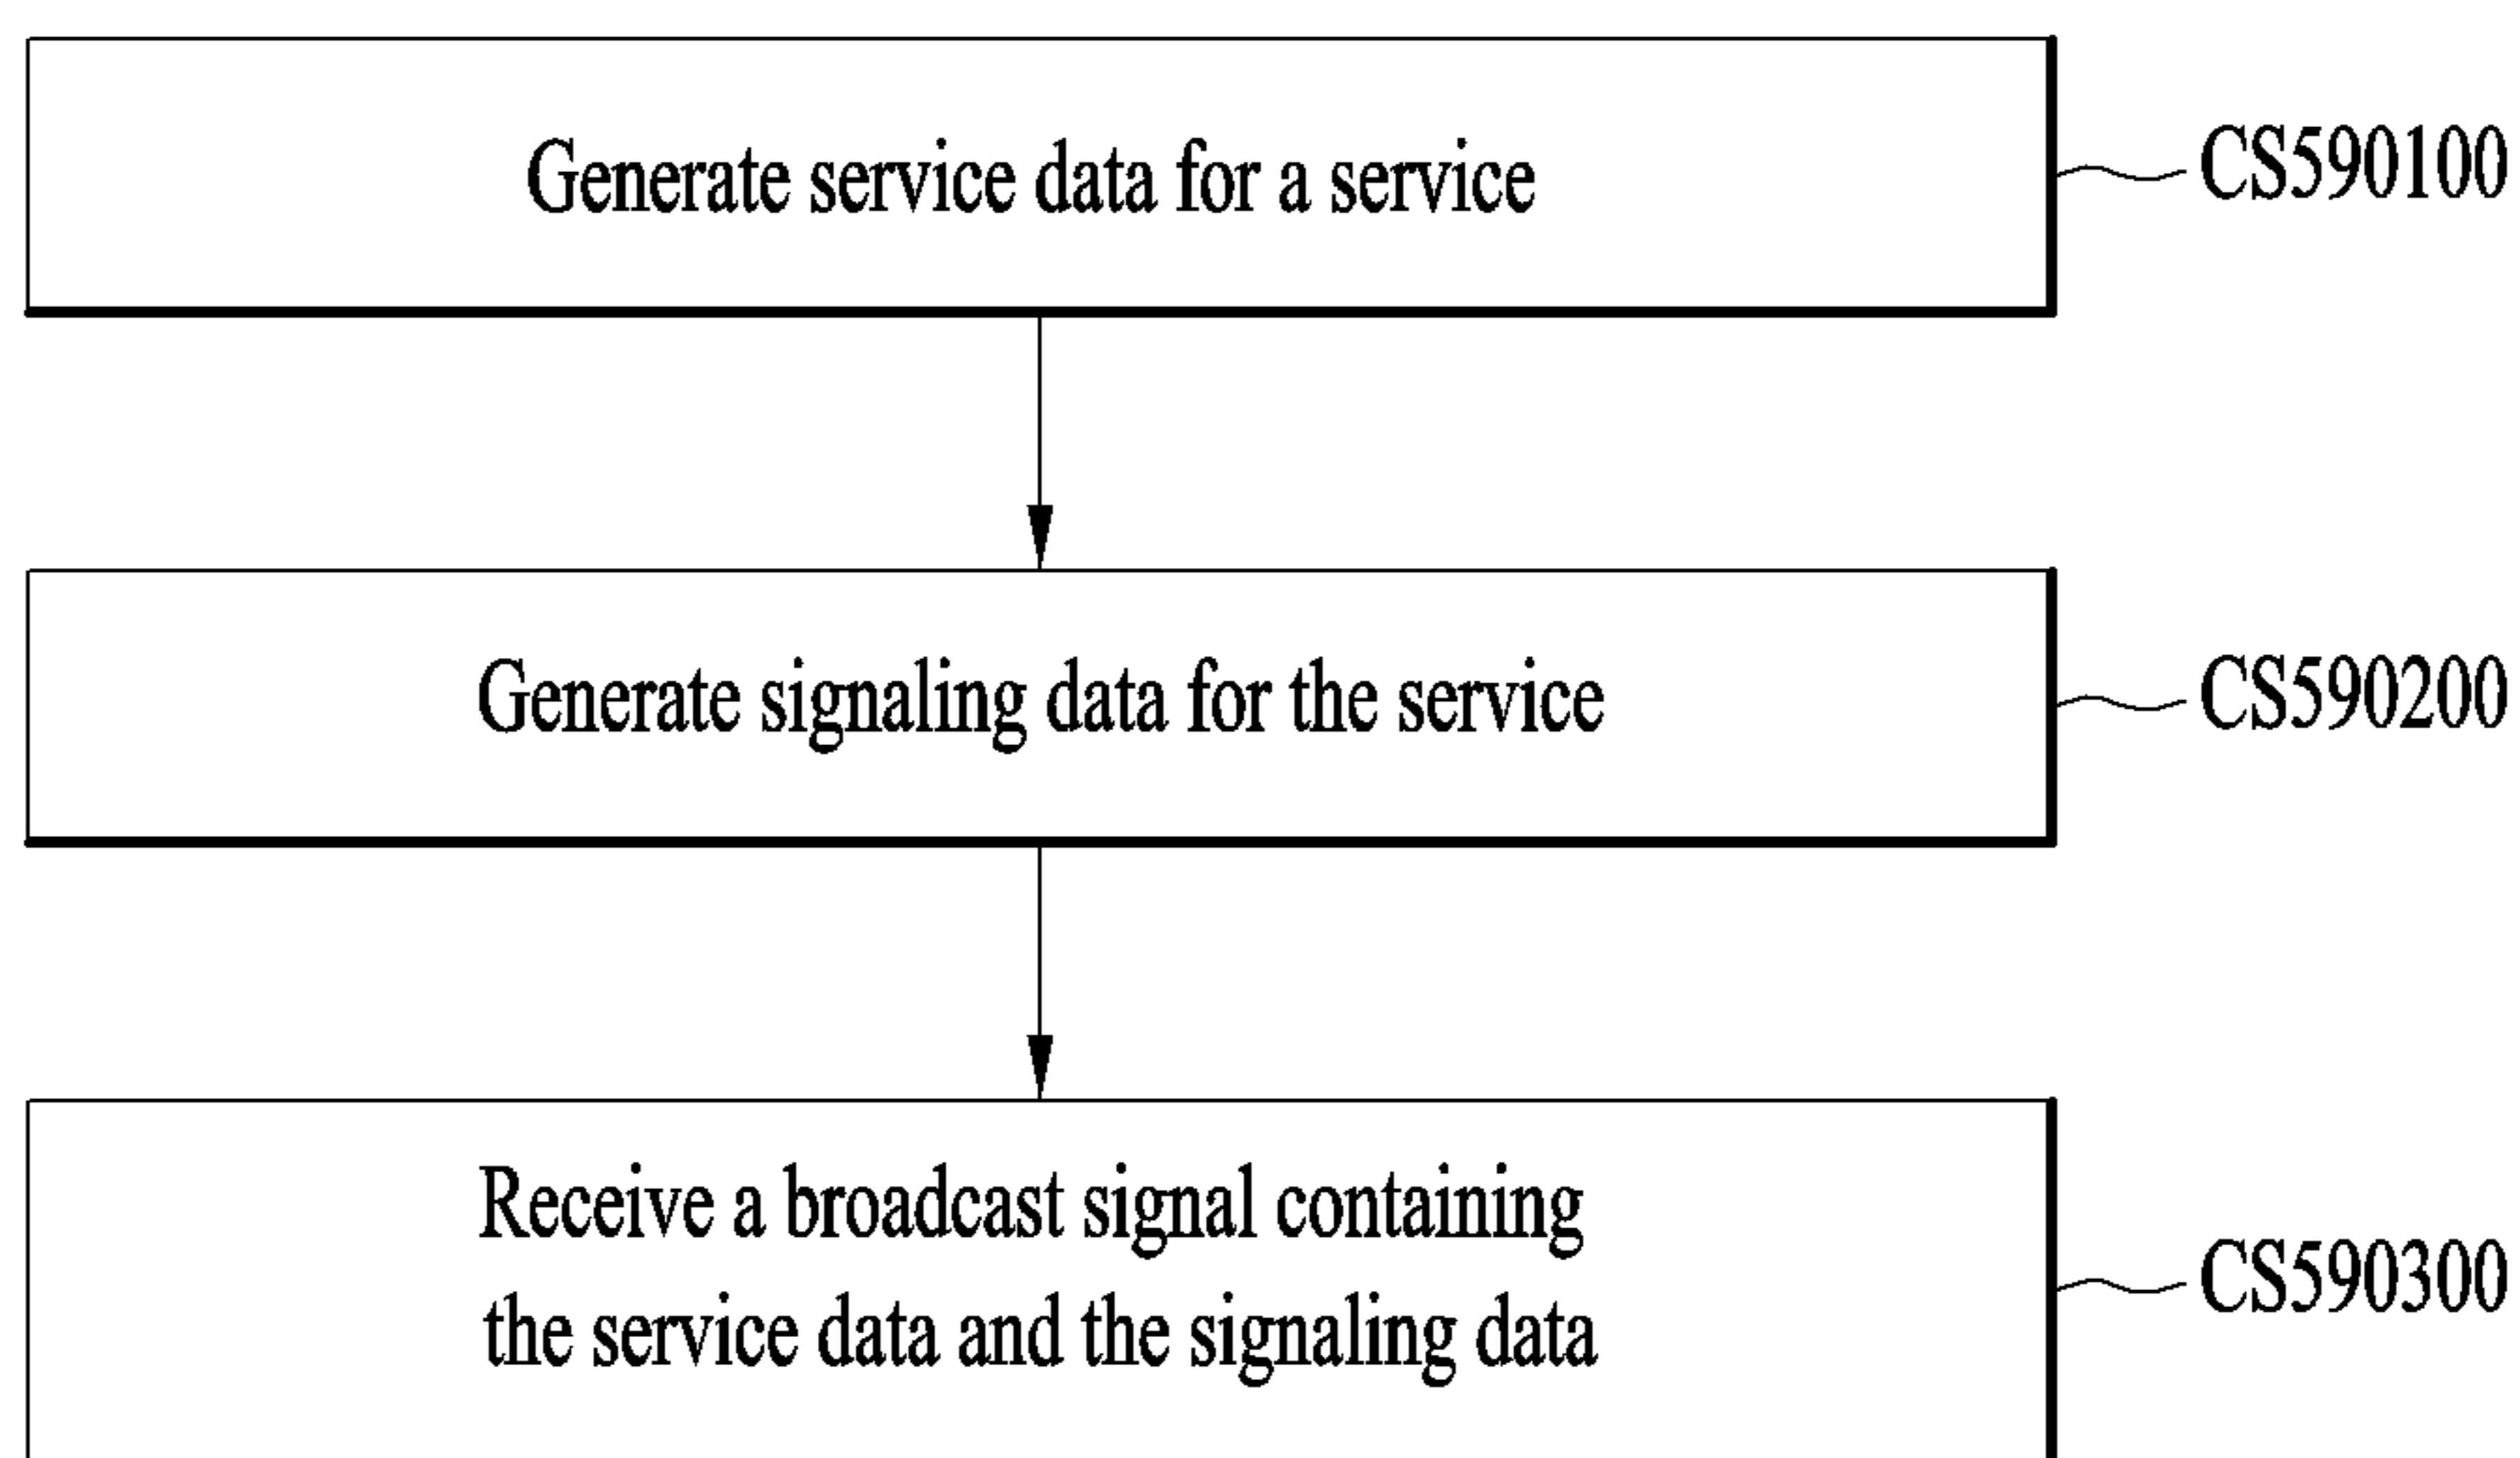 Generate service data for a service
CS590100
Generate signaling data for the service
CS590200
Receive a broadcast signal containing
the service data and the signaling data
CS590300